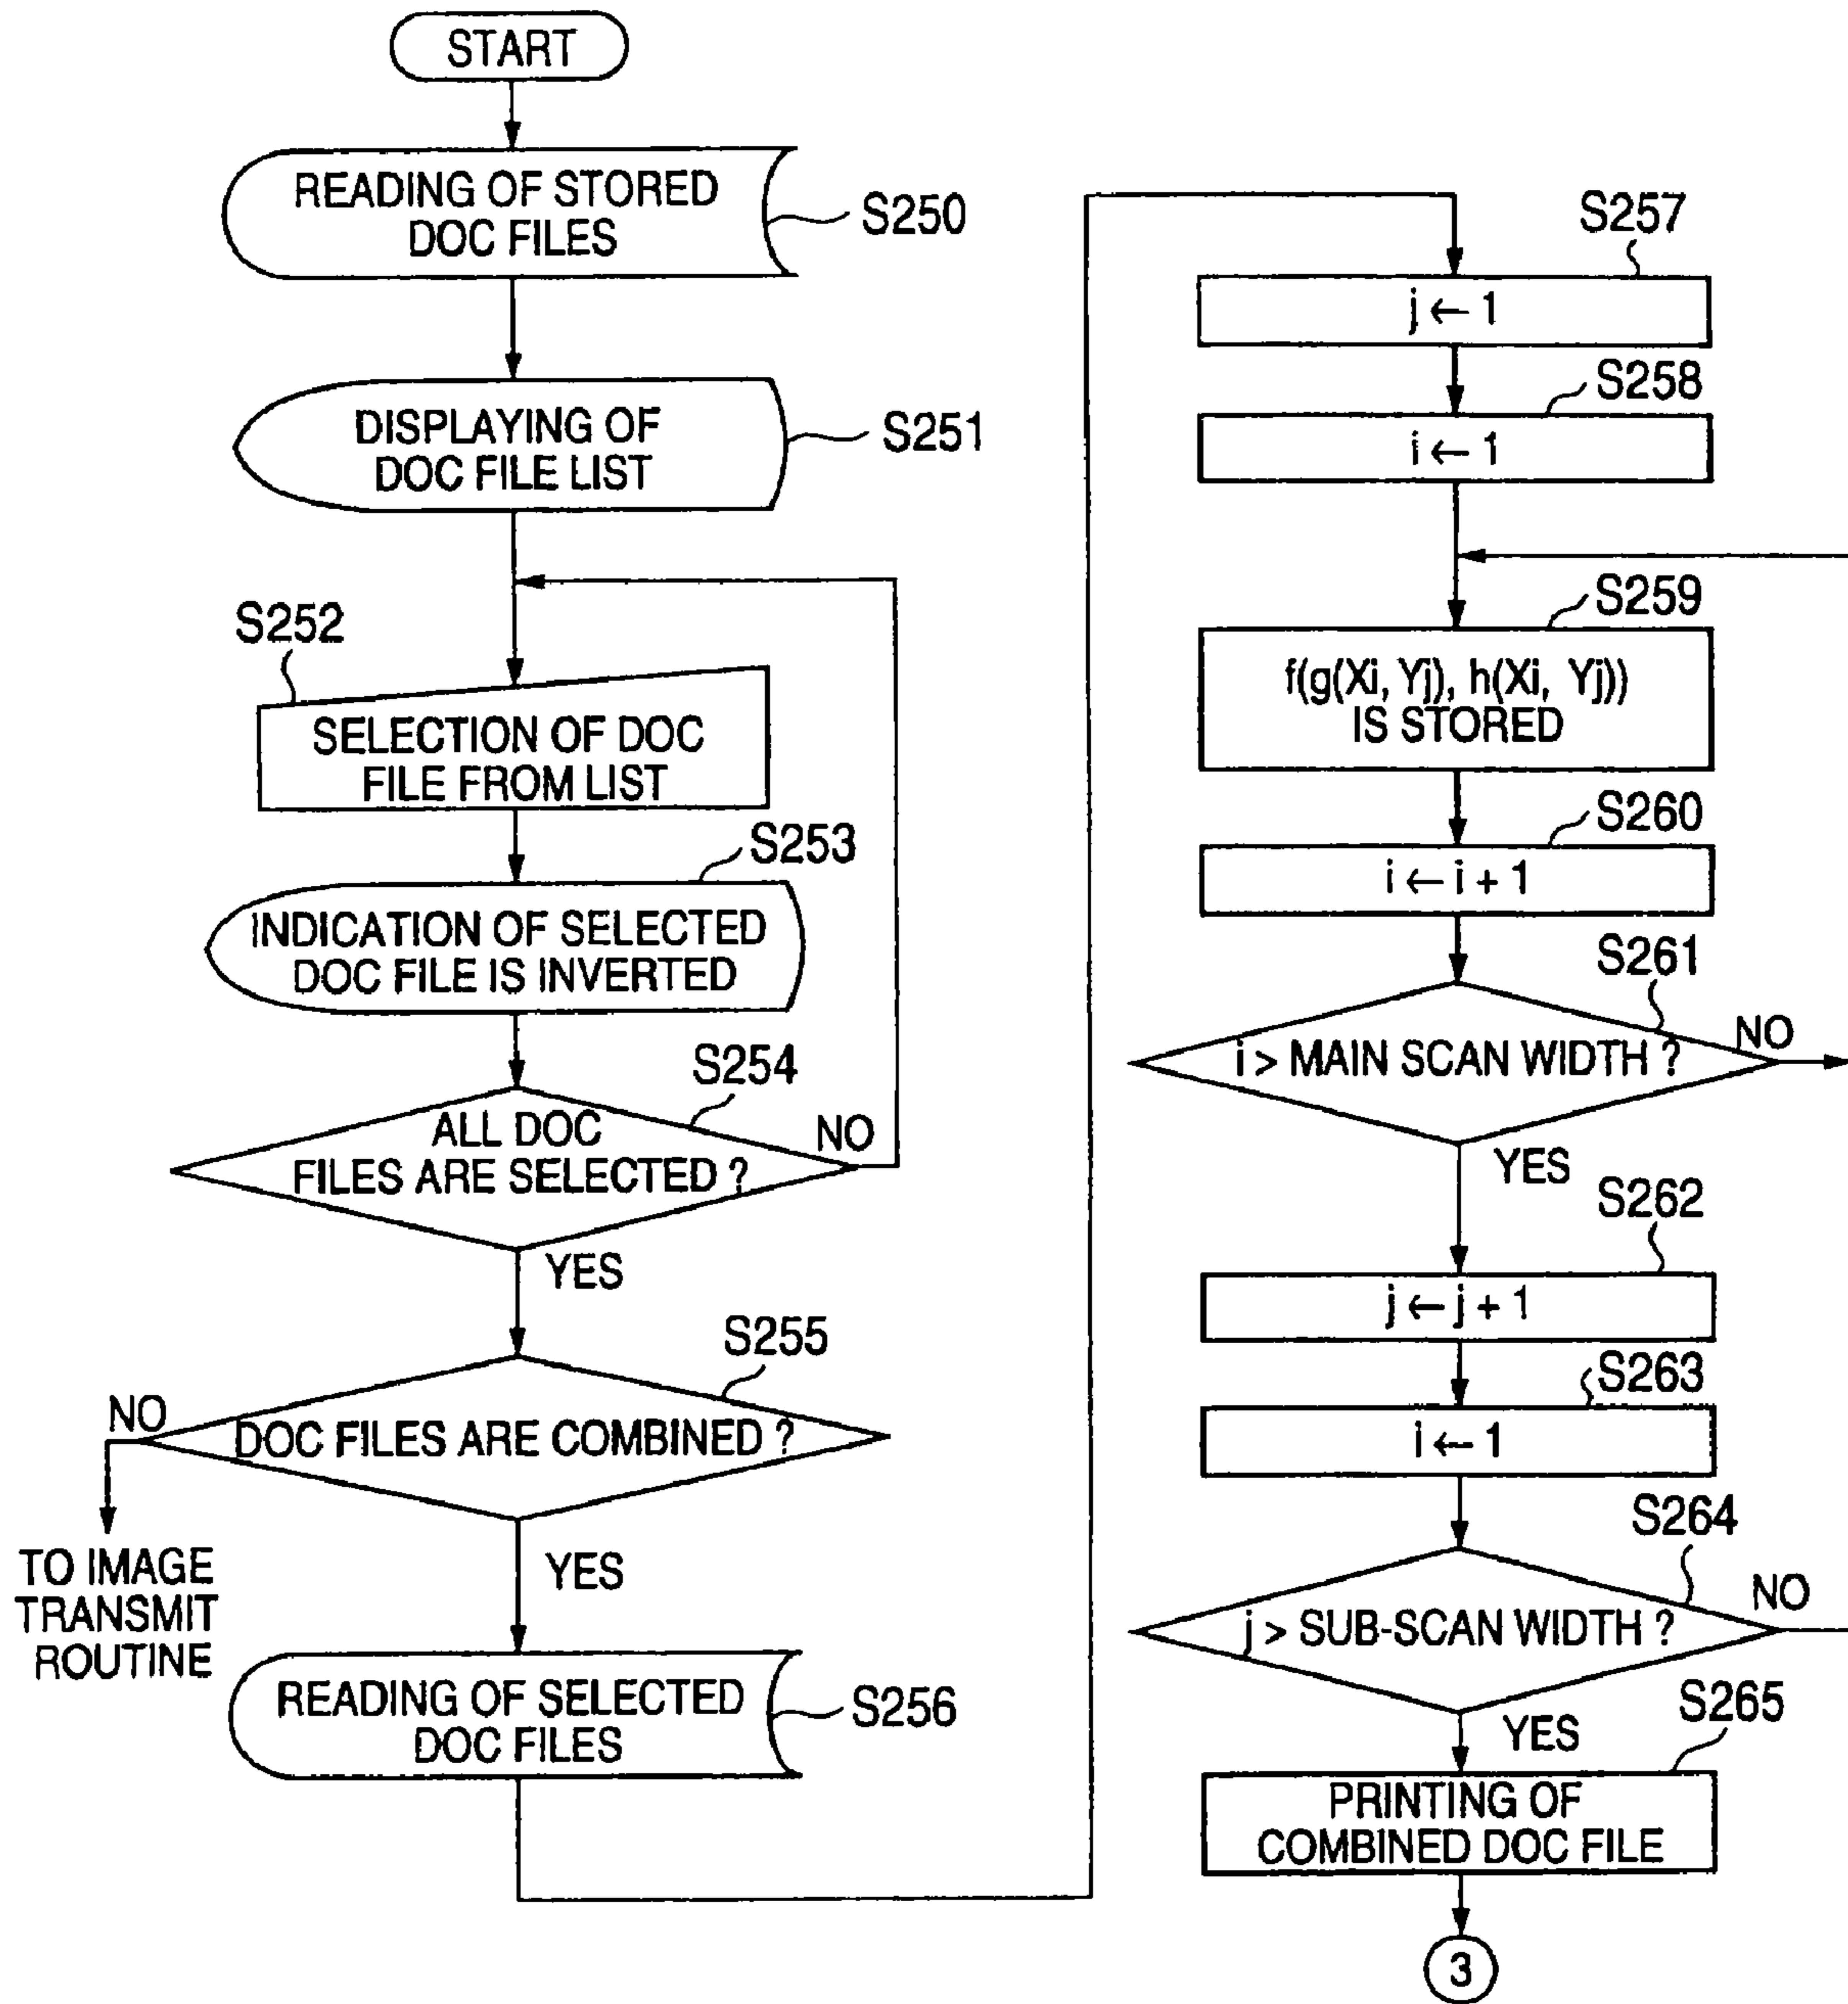 START
READING OF STORED
DOC FILES
S250
DISPLAYING OF
DOC FILE LIST
S251
S252
SELECTION OF DOC
FILE FROM LIST
S253
INDICATION OF SELECTED
DOC FILE IS INVERTED
S254
ALL DOC
FILES ARE SELECTED ?
NO
YES
S255
DOC FILES ARE COMBINED ?
NO
TO IMAGE
TRANSMIT
ROUTINE
YES
READING OF SELECTED
DOC FILES
S256
S257
j ← 1
S258
i ← 1
S259
f(g(Xi, Yj), h(Xi, Yj))
IS STORED
S260
i ← i + 1
S261
i > MAIN SCAN WIDTH ?
NO
YES
S262
j ← j + 1
S263
i ← 1
S264
j > SUB-SCAN WIDTH ?
NO
YES
S265
PRINTING OF
COMBINED DOC FILE
3